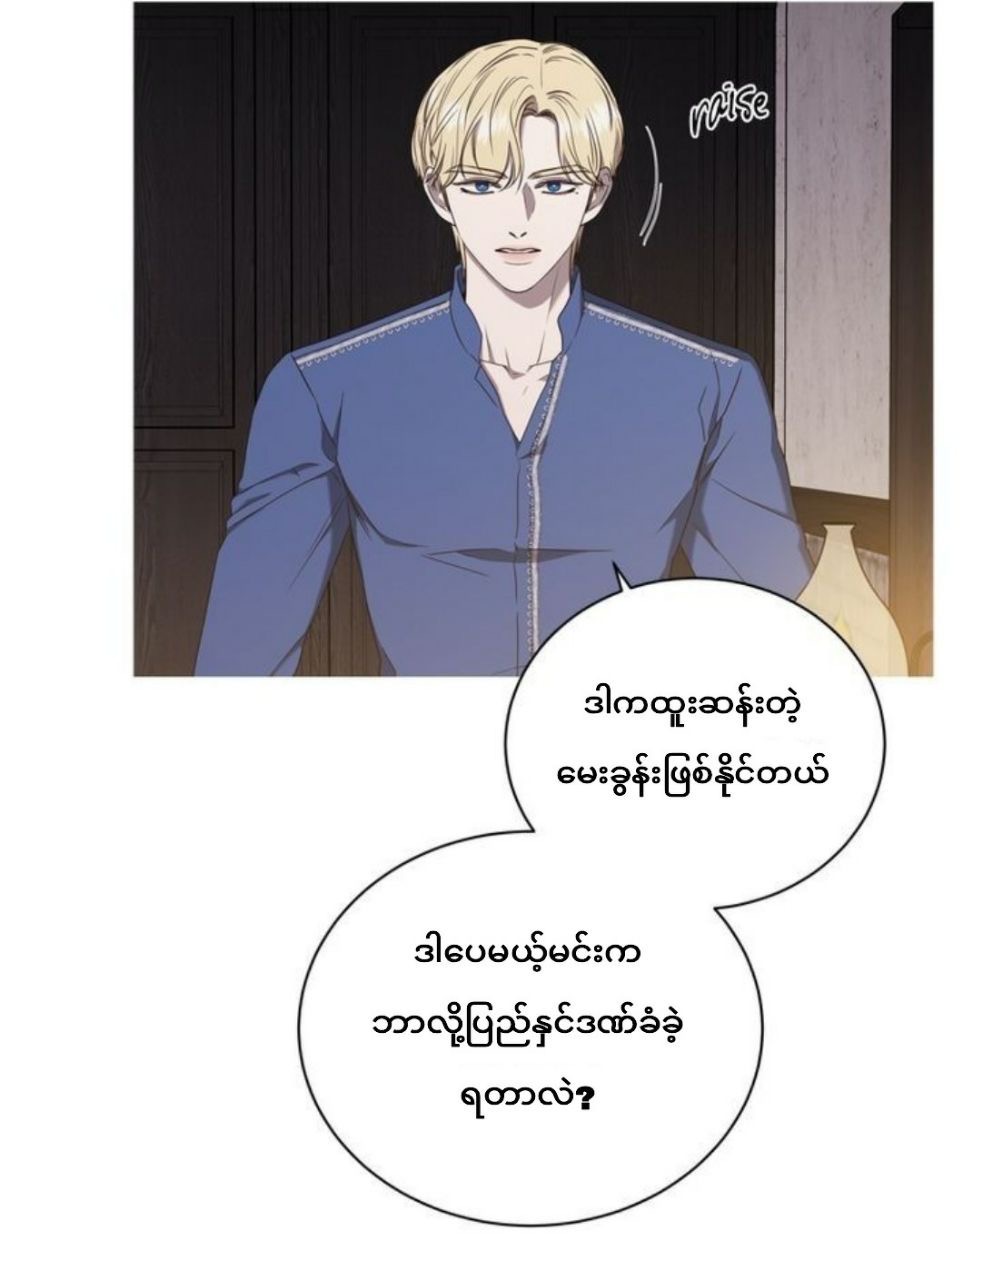 raise
ဒါကထူးဆန်းတဲ့
မေးခွန်းဖြစ်နိုင်တယ်
ဒါပေမယ့်မင်းက
ဘာလို့ပြည်နှင်ဒဏ်ခံခဲ့
ရတာလဲ?